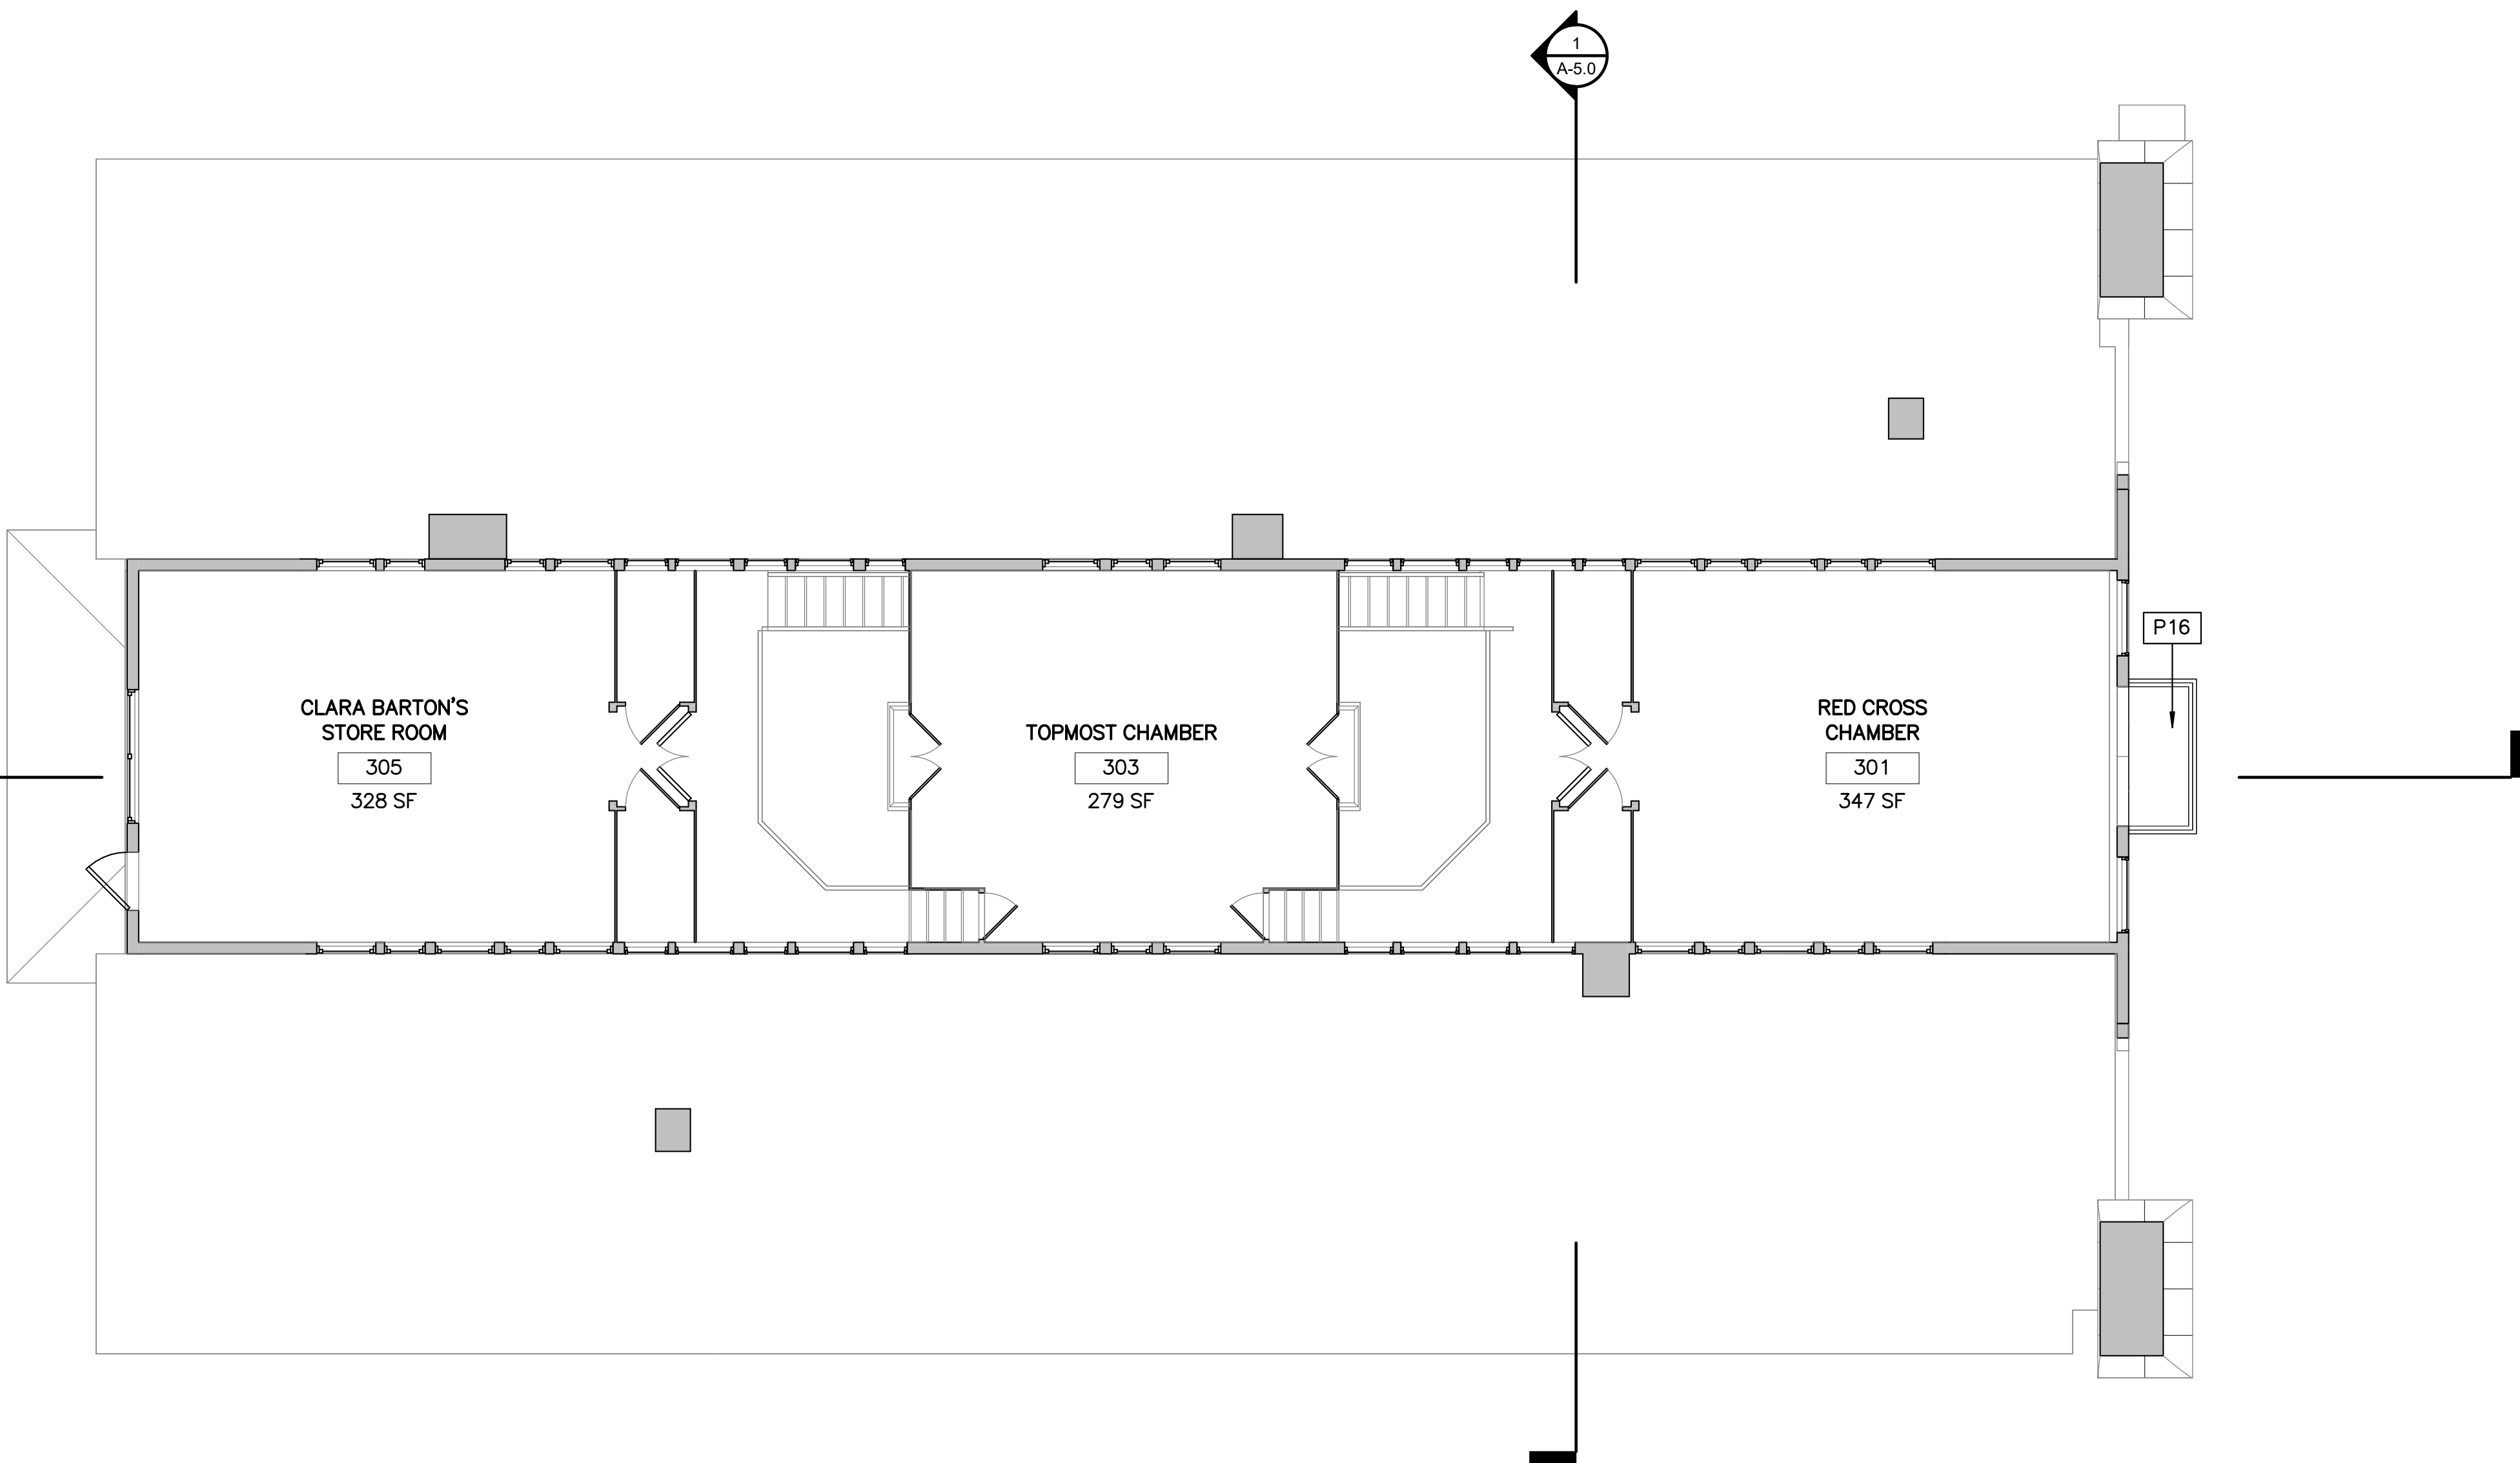 1
A-5.0
P16
CLARA BARTON'S
STORE ROOM
305
328 SF
TOPMOST CHAMBER
303
279 SF
RED CROSS
CHAMBER
301
347 SF